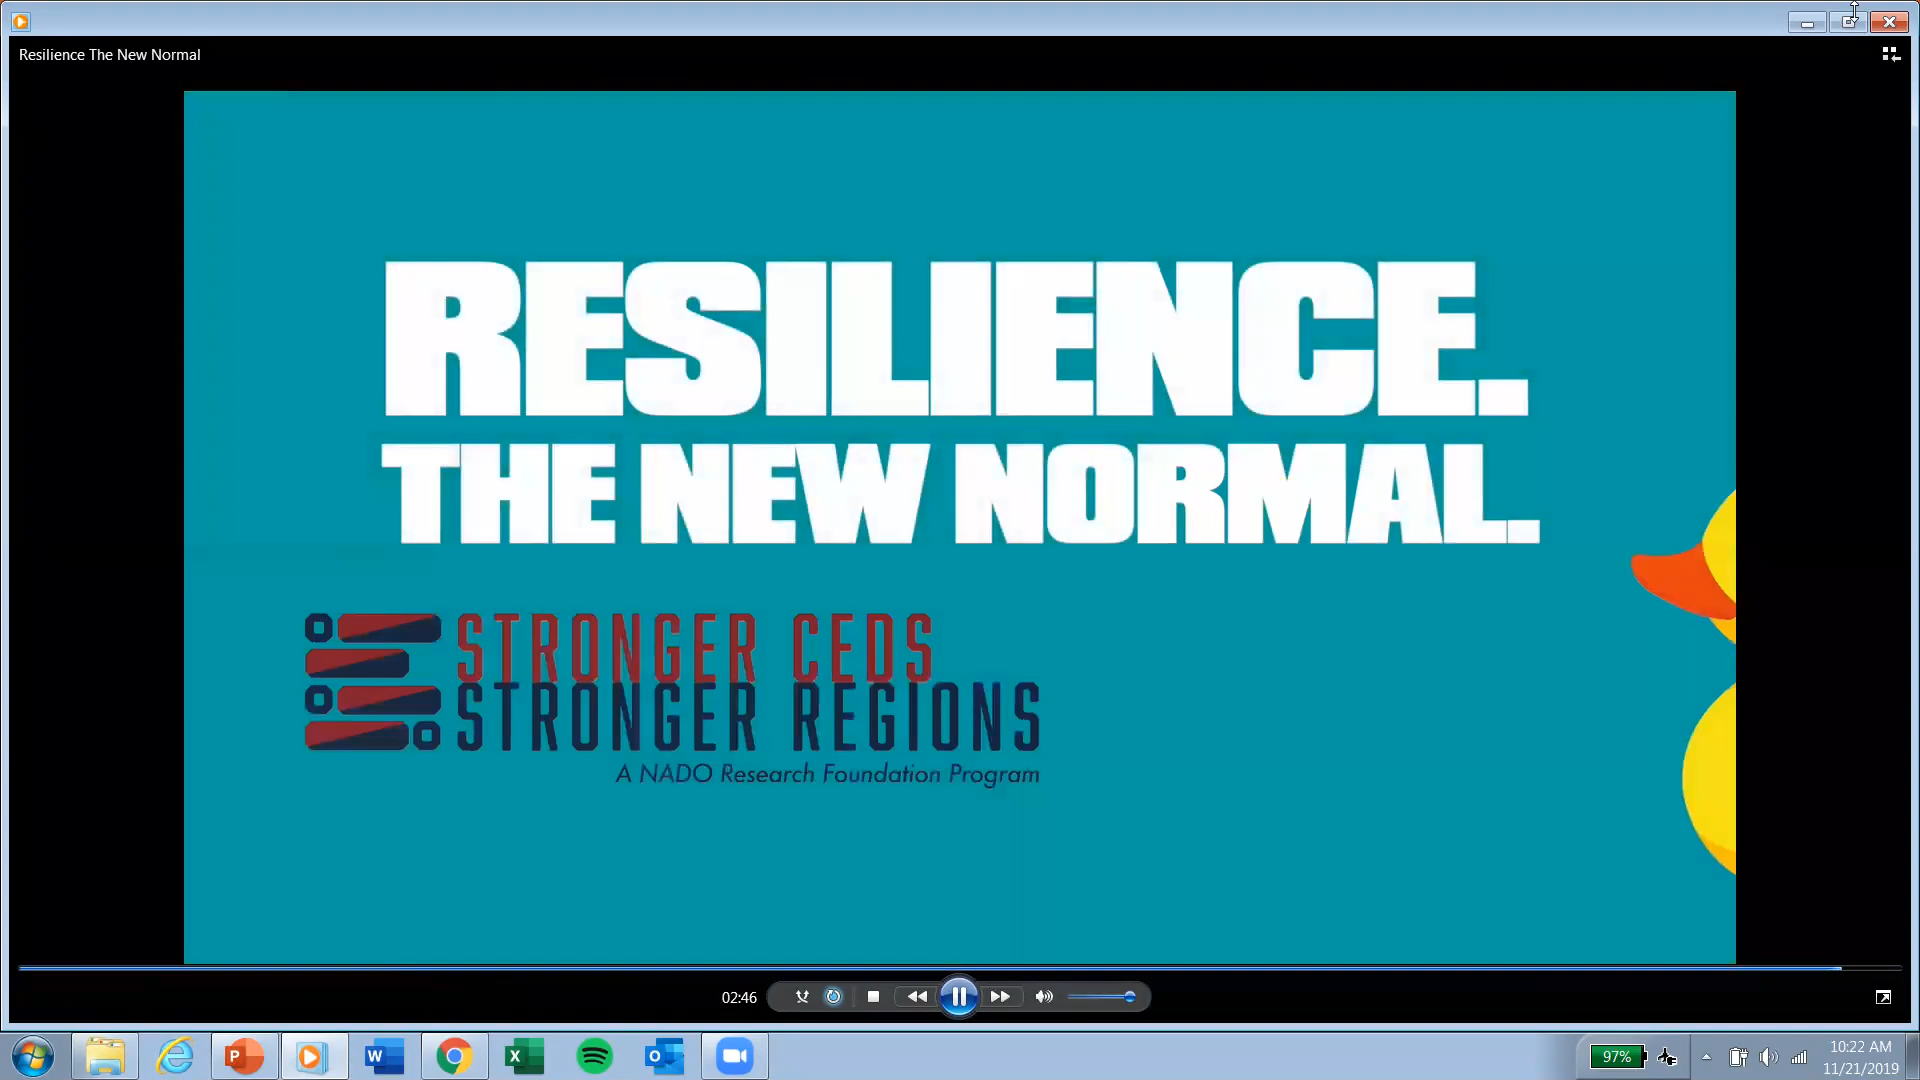 Resilience The New Normal
RESILIENCE.
THE NEW NORMAL.
STRONGER CEDS
STRONGER REGIONS
A NADO Research Foundation Program
02:46
97%
10:22 AM
11/21/2019